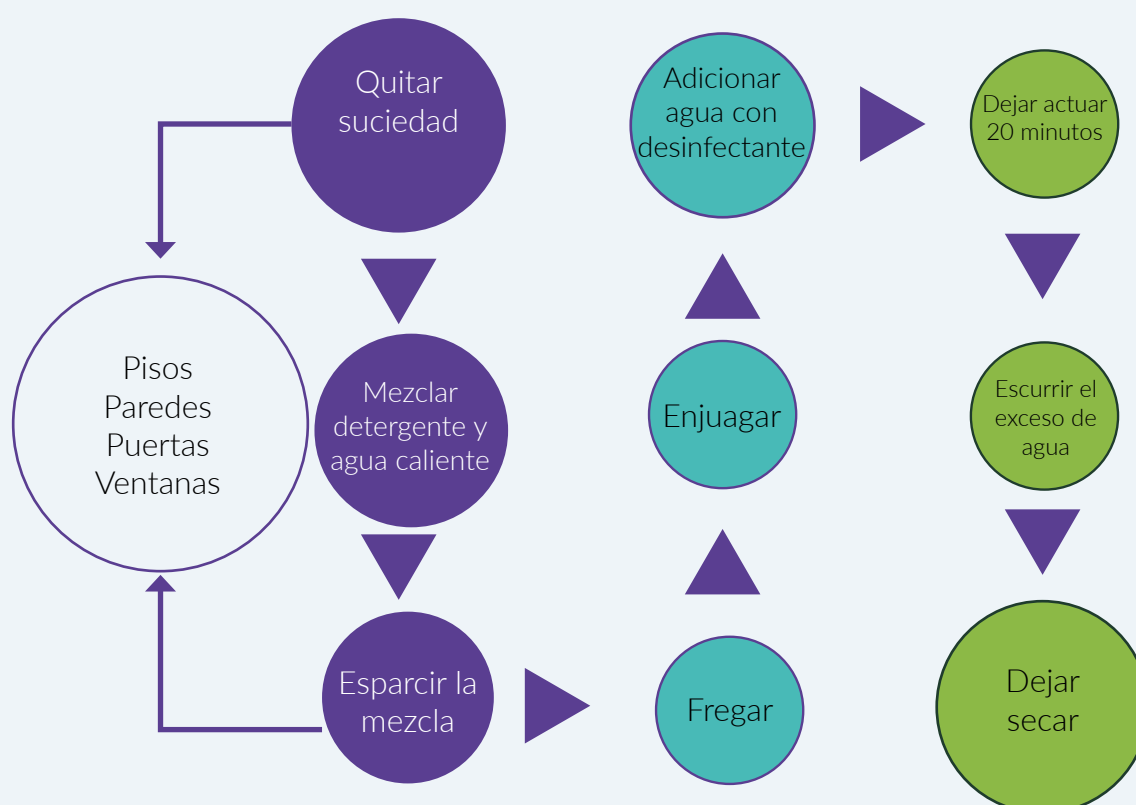 Quitar
suciedad
Pisos
Paredes
Puertas
Ventanas
Mezclar
detergente y
agua caliente
Esparcir la
mezcla
Fregar
Enjuagar
Adicionar
agua con
desinfectante
Dejar actuar
20 minutos
Escurrir el
exceso de
agua
Dejar
secar